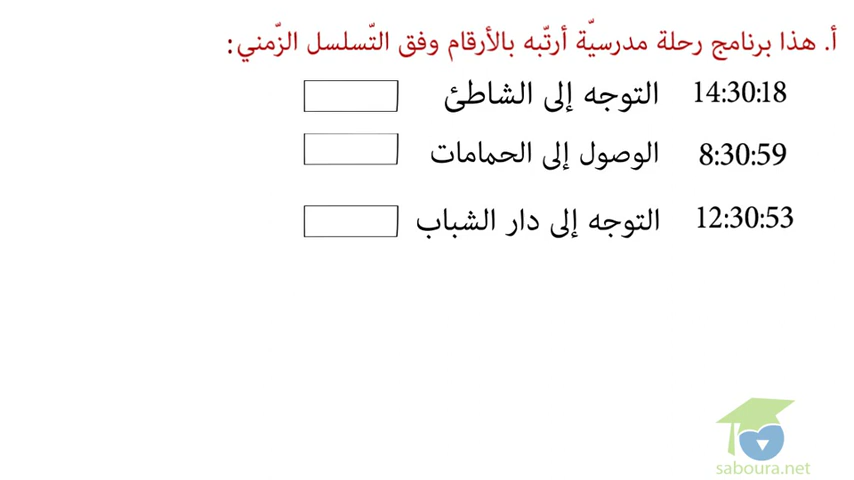 أ. هذا برنامج رحلة مدرسيّة أرتّبه بالأرقام وفق التّسلسل الزّمني:
14:30:18 التوجه إلى الشاطئ
8:30:59 الوصول إلى الحمامات
12:30:53 التوجه إلى دار الشباب
saboura.net